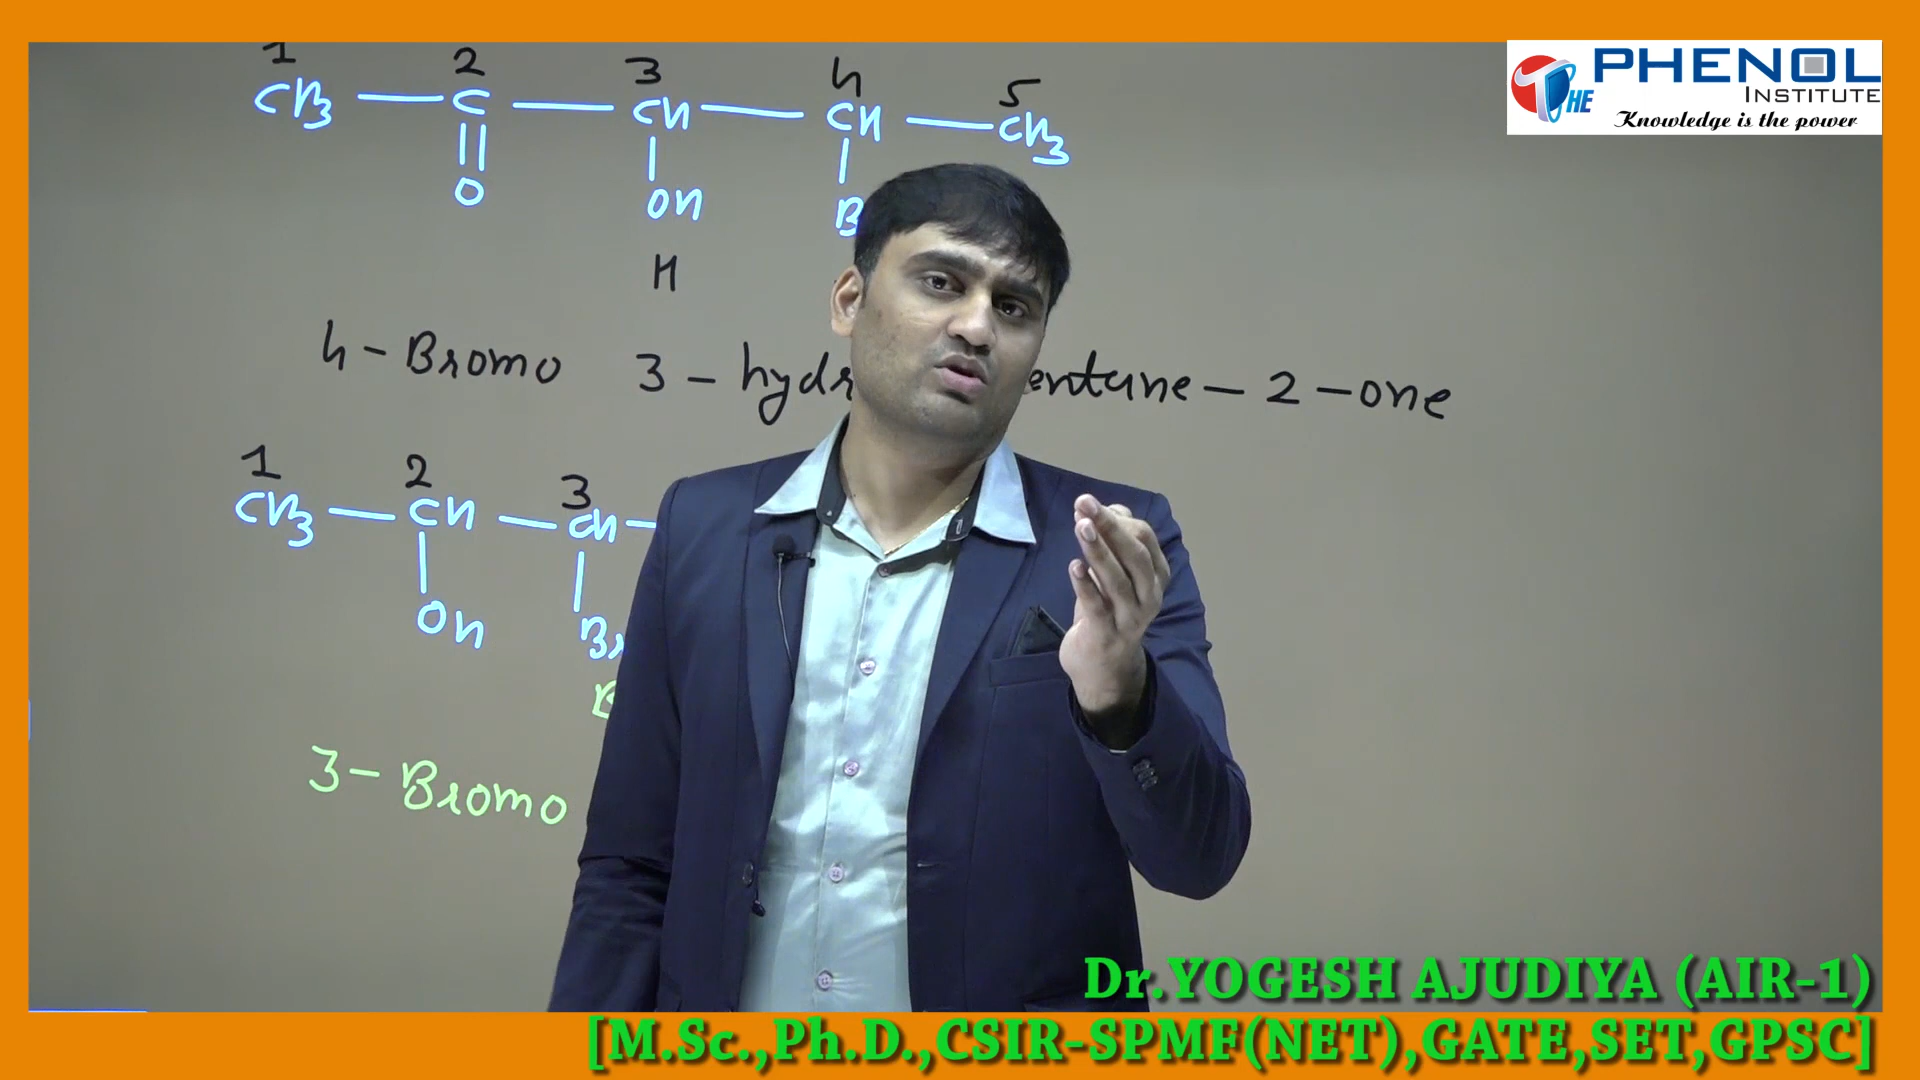 1 2 3 4 5
CH3 — C — CH — CH — CH3
O OH
H
4 - Bromo 3 - entane - 2 - one
1 2 3
CH3 — CH — CH —
OH Br
3 - Bromo
THE PHENOL
INSTITUTE
Knowledge is the power
Dr.YOGESH AJUDIYA (AIR-1)
[M.Sc.,Ph.D.,CSIR-SPMF(NET),GATE,SET,GPSC]